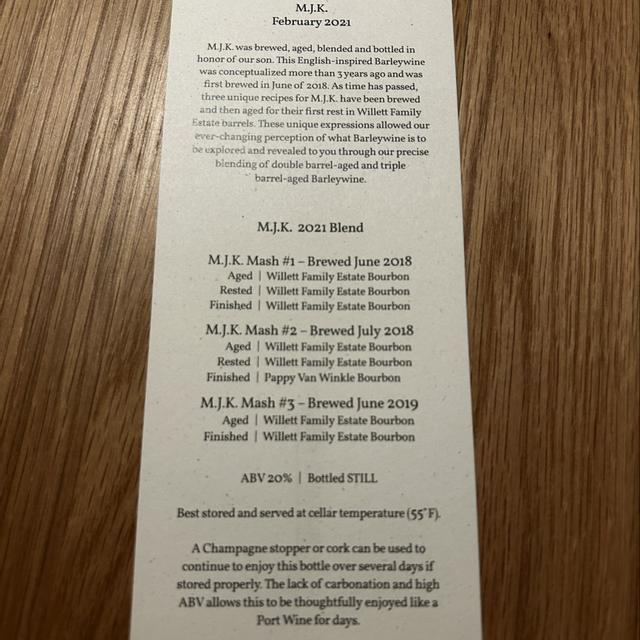 M.J.K.
February 2021
M.J.K. was brewed, aged, blended and bottled in
honor of our son. This English-inspired Barleywine
was conceptualized more than 3 years ago and was
first brewed in June of 2018. As time has passed,
three unique recipes for M.J.K. have been brewed
and then aged for their first rest in Willett Family
Estate barrels. These unique expressions allowed our
ever-changing perception of what Barleywine is to
be explored and revealed to you through our precise
blending of double barrel-aged and triple
barrel-aged Barleywine.
M.J.K. 2021 Blend
M.J.K. Mash #1 – Brewed June 2018
Aged | Willett Family Estate Bourbon
Rested | Willett Family Estate Bourbon
Finished | Willett Family Estate Bourbon
M.J.K. Mash #2 – Brewed July 2018
Aged | Willett Family Estate Bourbon
Rested | Willett Family Estate Bourbon
Finished | Pappy Van Winkle Bourbon
M.J.K. Mash #3 – Brewed June 2019
Aged | Willett Family Estate Bourbon
Finished | Willett Family Estate Bourbon
ABV 20% | Bottled STILL
Best stored and served at cellar temperature (55°F).
A Champagne stopper or cork can be used to
continue to enjoy this bottle over several days if
stored properly. The lack of carbonation and high
ABV allows this to be thoughtfully enjoyed like a
Port Wine for days.